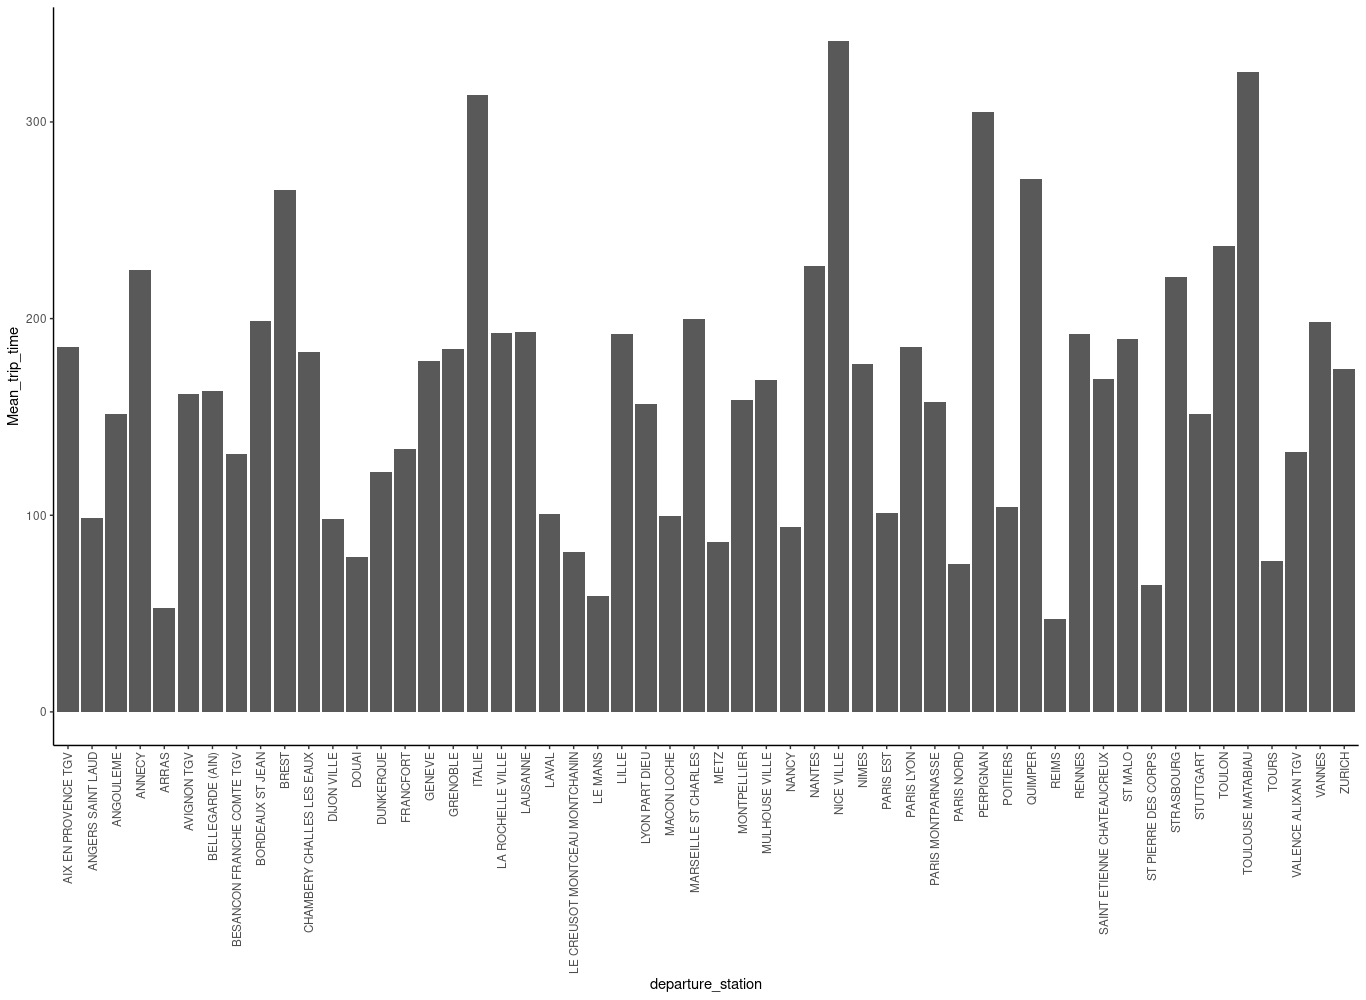 Mean_trip_time
300
200
100
0
AIX EN PROVENCE TGV
ANGERS SAINT LAUD
ANGOULEME
ANNECY
ARRAS
AVIGNON TGV
BELLEGARDE (AIN)
BESANCON FRANCHE COMTE TGV
BORDEAUX ST JEAN
BREST
CHAMBERY CHALLES LES EAUX
DIJON VILLE
DOUAI
DUNKERQUE
FRANCFORT
GENEVE
GRENOBLE
ITALIE
LA ROCHELLE VILLE
LAUSANNE
LAVAL
LE CREUSOT MONTCEAU MONTCHANIN
LE MANS
LILLE
LYON PART DIEU
MACON LOCHE
MARSEILLE ST CHARLES
METZ
MONTPELLIER
MULHOUSE VILLE
NANCY
NANTES
NICE VILLE
NIMES
PARIS EST
PARIS LYON
PARIS MONTPARNASSE
PARIS NORD
PERPIGNAN
POITIERS
QUIMPER
REIMS
RENNES
SAINT ETIENNE CHATEAUCREUX
ST MALO
ST PIERRE DES CORPS
STRASBOURG
STUTTGART
TOULON
TOULOUSE MATABIAU
TOURS
VALENCE ALIXAN TGV
VANNES
ZURICH
departure_station